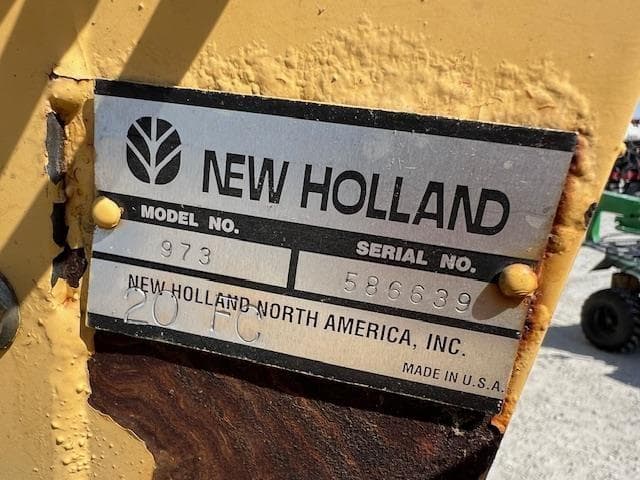 NEW HOLLAND
MODEL NO.
973
SERIAL NO.
586639
NEW HOLLAND NORTH AMERICA, INC.
20 FC
MADE IN U.S.A.